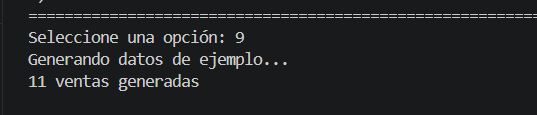 ============================================================
Seleccione una opción: 9
Generando datos de ejemplo...
11 ventas generadas